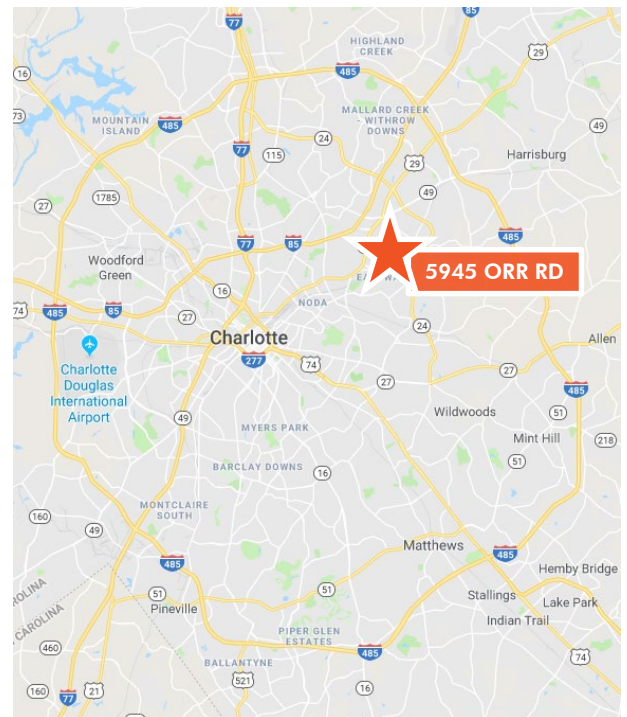 77
85
29
HIGHLAND
CREEK
16
485
73
MOUNTAIN
ISLAND
485
MALLARD CREEK
- WITHROW
DOWNS
24
49
77
115
29
Harrisburg
49
1785
27
77
85
485
Woodford
Green
5945 ORR RD
16
NODA
74
485
85
27
24
Charlotte
Allen
277
74
Charlotte
Douglas
International
Airport
27
27
485
49
Wildwoods
51
MYERS PARK
Mint Hill
218
BARCLAY DOWNS
16
51
MONTCLAIRE
SOUTH
160
49
Matthews
485
485
Hemby Bridge
51
51
Stallings
Lake Park
Pineville
Indian Trail
ROLINA
CAROLINA
PIPER GLEN
ESTATES
460
485
74
BALLANTYNE
521
16
160
77
21